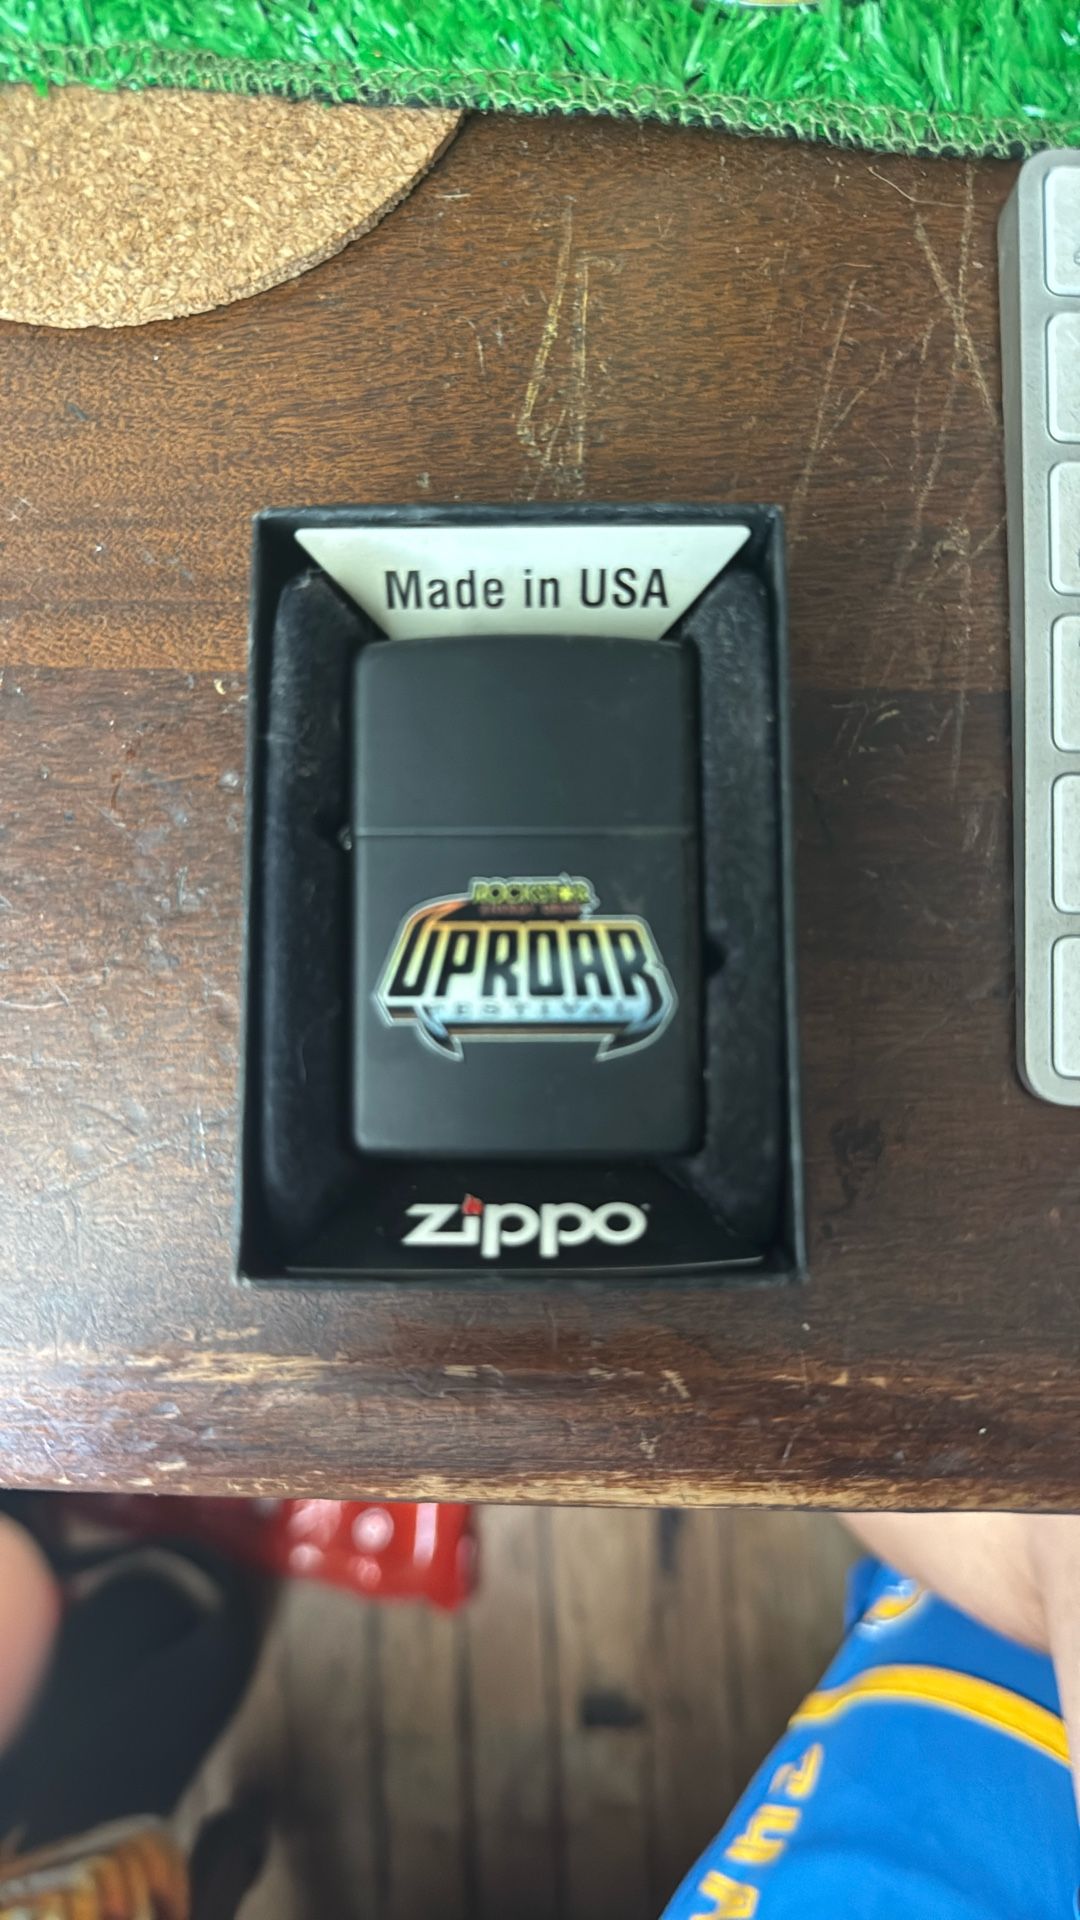 Made in USA
ROCKSTAR
UPROAR
FESTIVAL
zippo